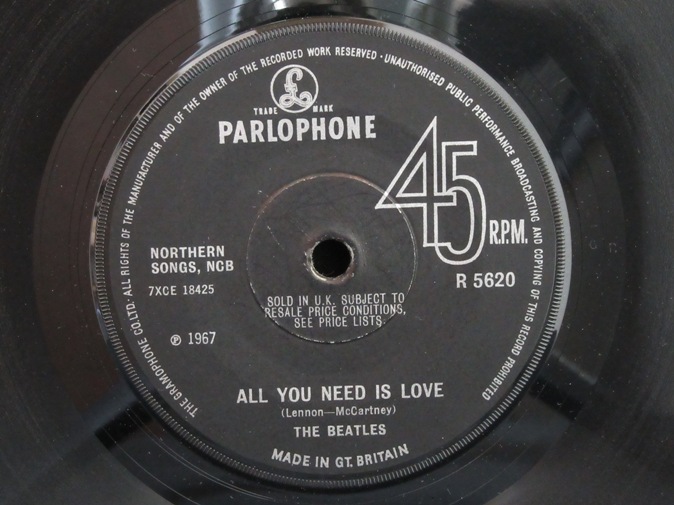 THE GRAMOPHONE CO. LTD. ALL RIGHTS OF THE MANUFACTURER AND OF THE OWNER OF THE RECORDED WORK RESERVED · UNAUTHORISED PUBLIC PERFORMANCE BROADCASTING AND COPYING OF THIS RECORD PROHIBITED
£
TRADE MARK
PARLOPHONE
45
R.P.M.
NORTHERN
SONGS, NCB
7XCE 18425
R 5620
SOLD IN U.K. SUBJECT TO
RESALE PRICE CONDITIONS,
SEE PRICE LISTS
℗ 1967
ALL YOU NEED IS LOVE
(Lennon—McCartney)
THE BEATLES
MADE IN GT. BRITAIN